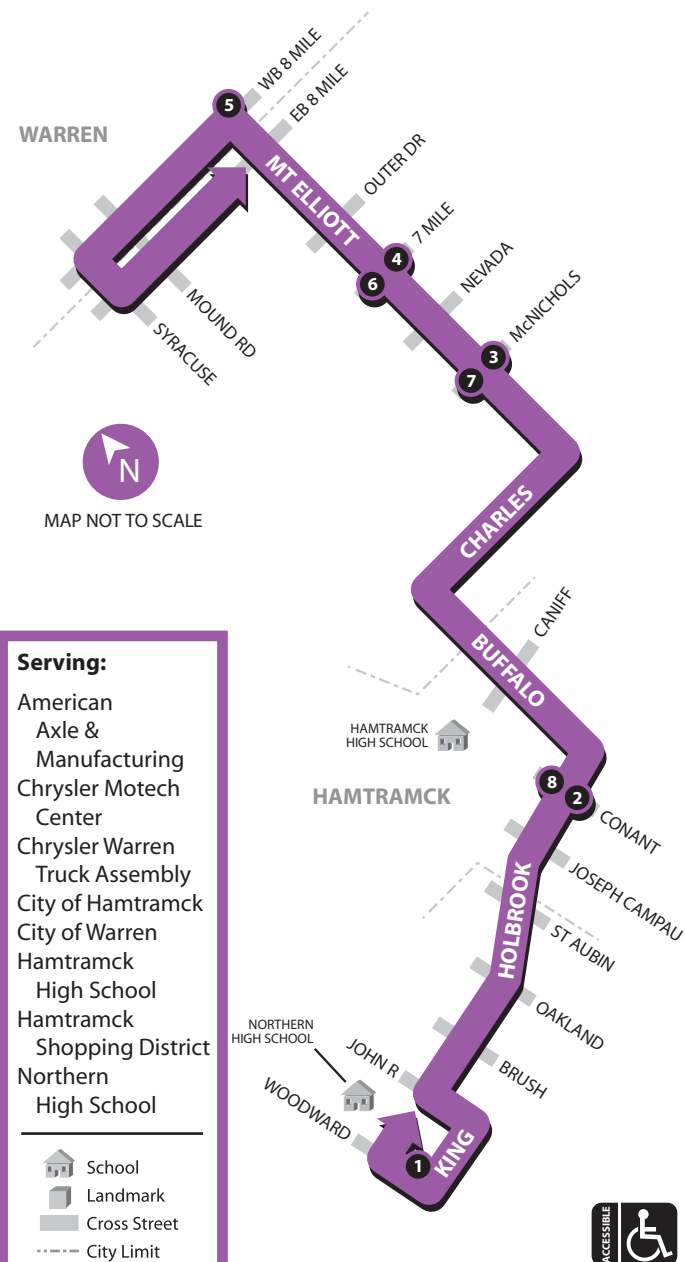 WB 8 MILE
EB 8 MILE
5
WARREN
MT ELLIOTT
OUTER DR
7 MILE
4
6
NEVADA
McNICHOLS
3
7
MOUND RD
SYRACUSE
N
MAP NOT TO SCALE
CHARLES
BUFFALO
CANIFF
HAMTRAMCK
HIGH SCHOOL
HAMTRAMCK
8
2
CONANT
JOSEPH CAMPAU
HOLBROOK
ST AUBIN
OAKLAND
BRUSH
NORTHERN
HIGH SCHOOL
JOHN R
WOODWARD
KING
1
Serving:
American
Axle &
Manufacturing
Chrysler Motech
Center
Chrysler Warren
Truck Assembly
City of Hamtramck
City of Warren
Hamtramck
High School
Hamtramck
Shopping District
Northern
High School
School
Landmark
Cross Street
City Limit
ACCESSIBLE